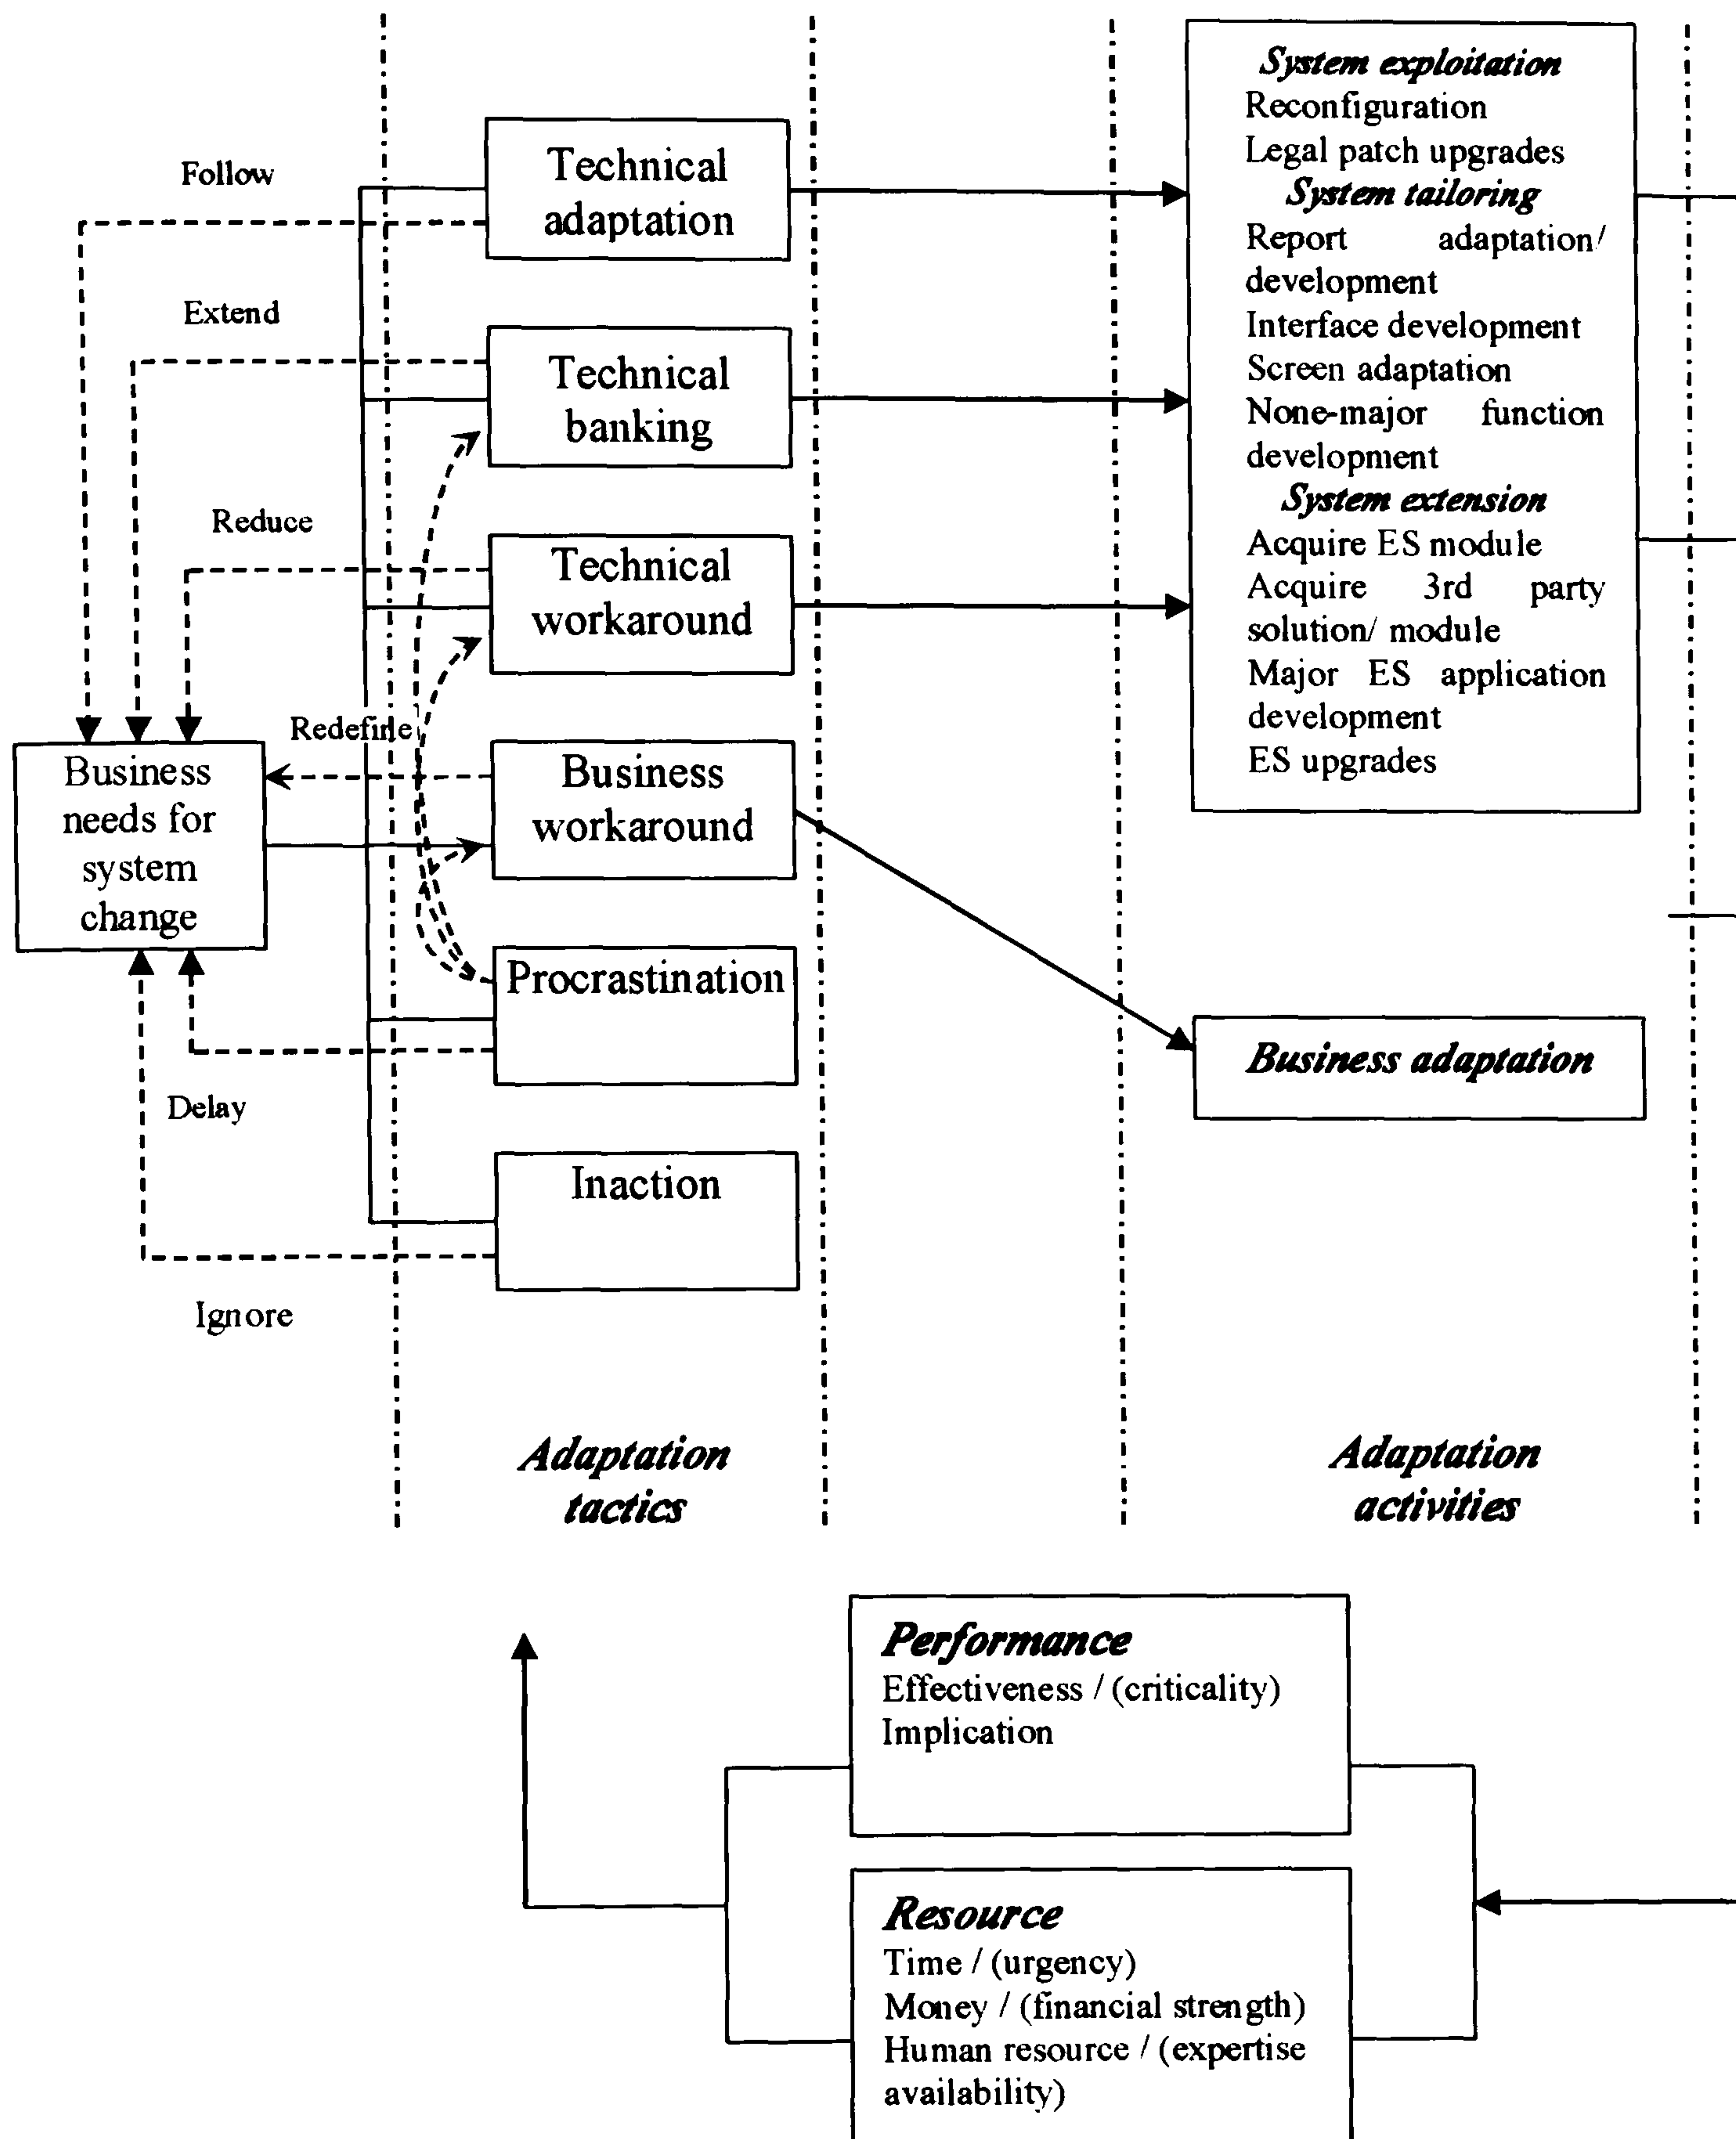 Follow
Extend
Reduce
Redefine
Business
needs for
system
change
Delay
Ignore
Technical
adaptation
Technical
banking
Technical
workaround
Business
workaround
Procrastination
Inaction
Adaptation
tactics
System exploitation
Reconfiguration
Legal patch upgrades
System tailoring
Report adaptation/
development
Interface development
Screen adaptation
None-major function
development
System extension
Acquire ES module
Acquire 3rd party
solution/ module
Major ES application
development
ES upgrades
Business adaptation
Adaptation
activities
Performance
Effectiveness / (criticality)
Implication
Resource
Time / (urgency)
Money / (financial strength)
Human resource / (expertise
availability)